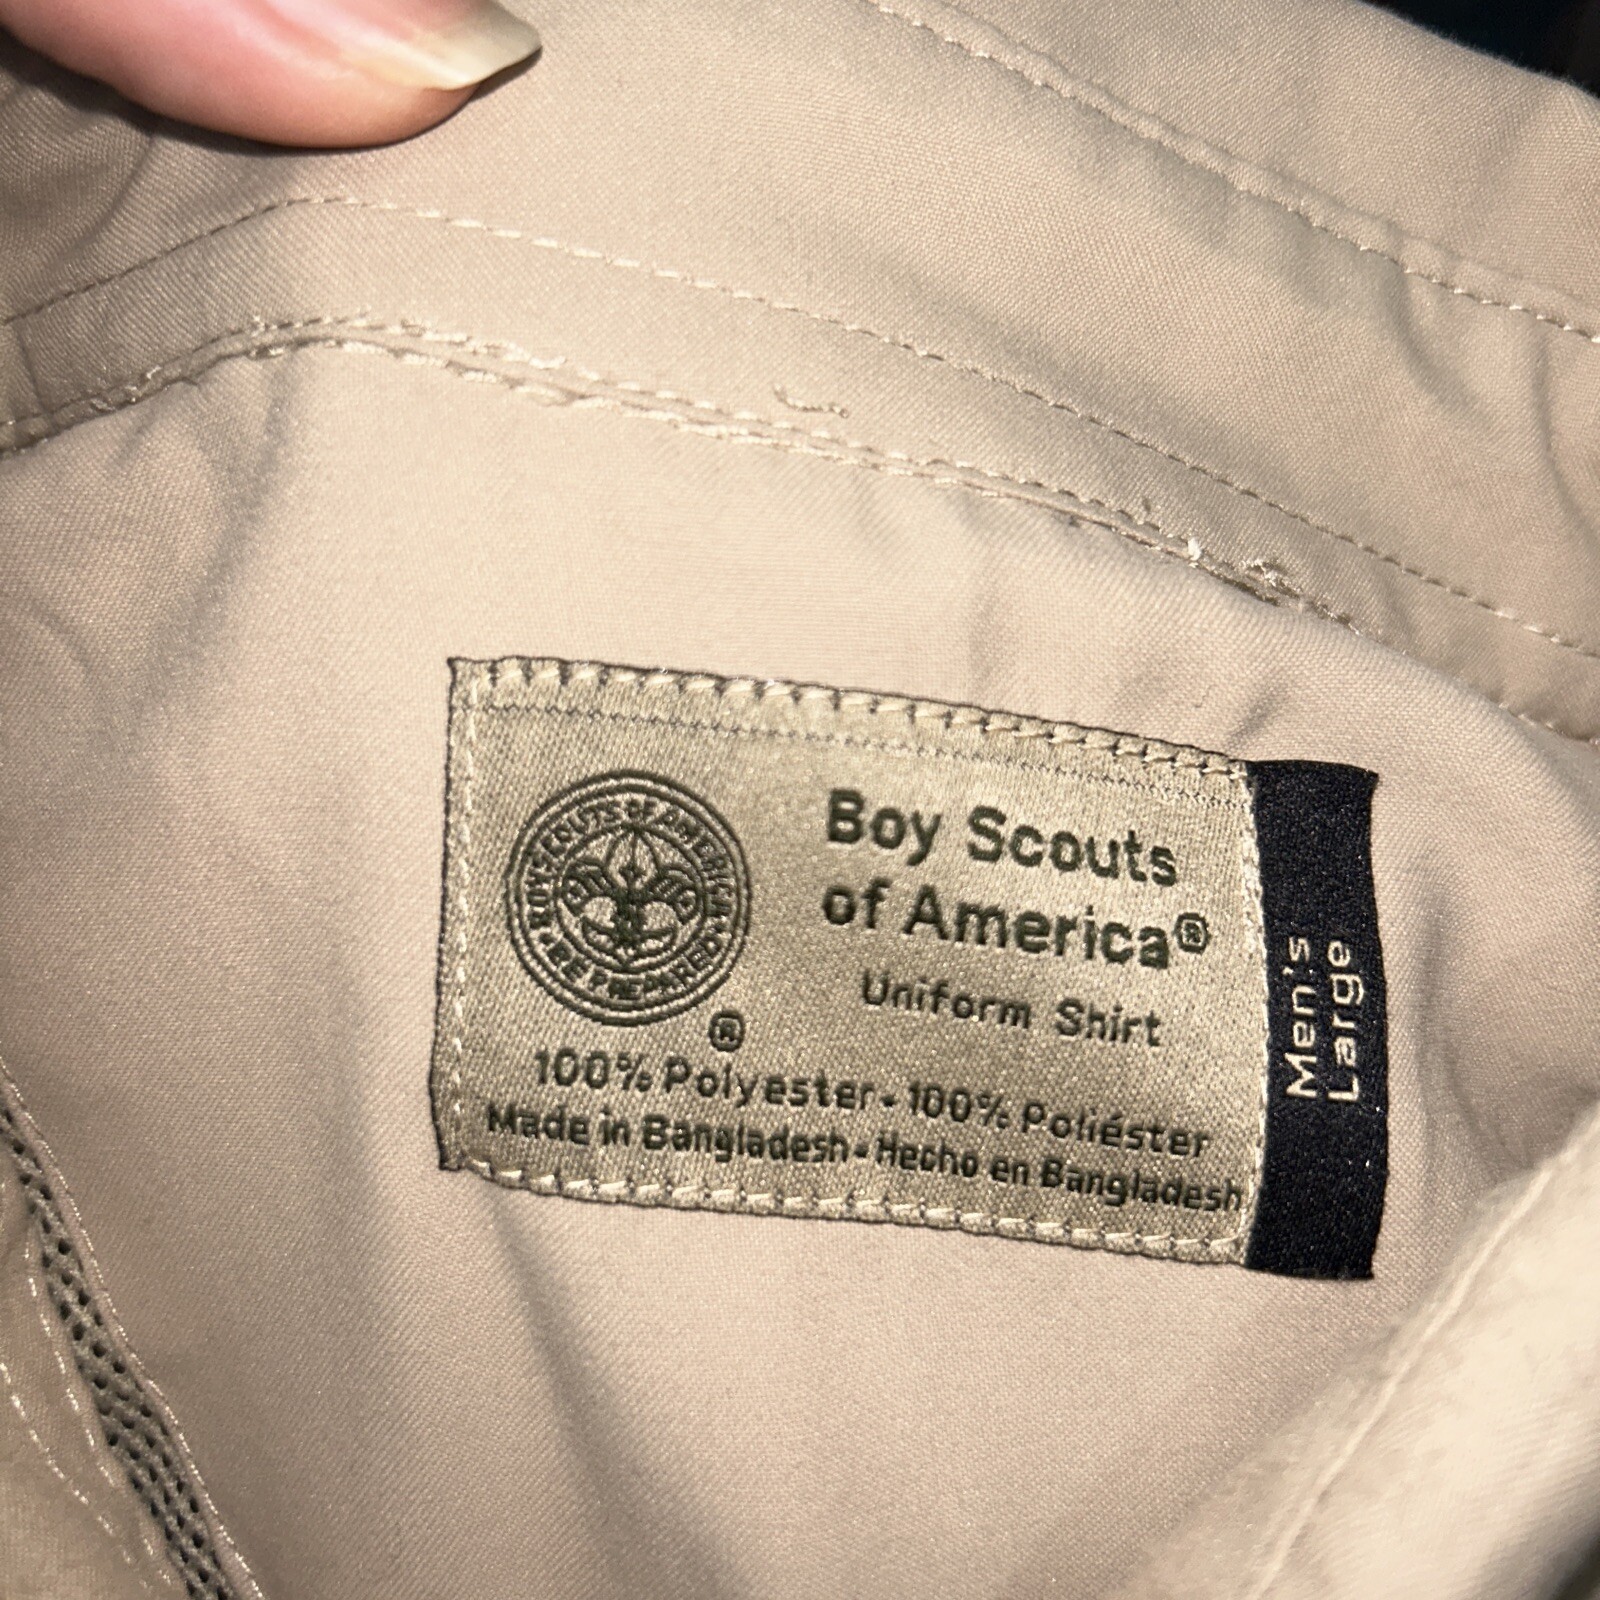 BOY SCOUTS OF AMERICA
BE PREPARED
®
Boy Scouts
of America®
Uniform Shirt
100% Polyester • 100% Poliéster
Made in Bangladesh • Hecho en Bangladesh
Men's
Large